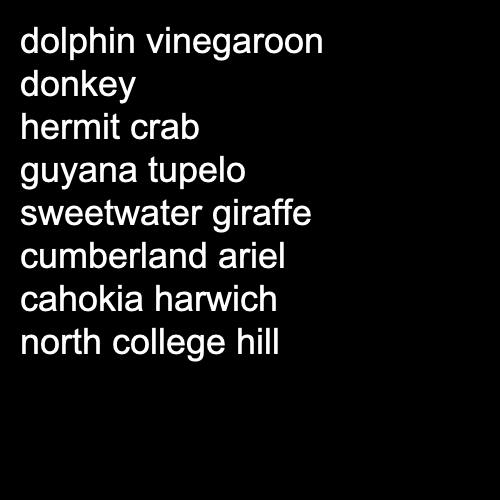 dolphin vinegaroon
donkey
hermit crab
guyana tupelo
sweetwater giraffe
cumberland ariel
cahokia harwich
north college hill